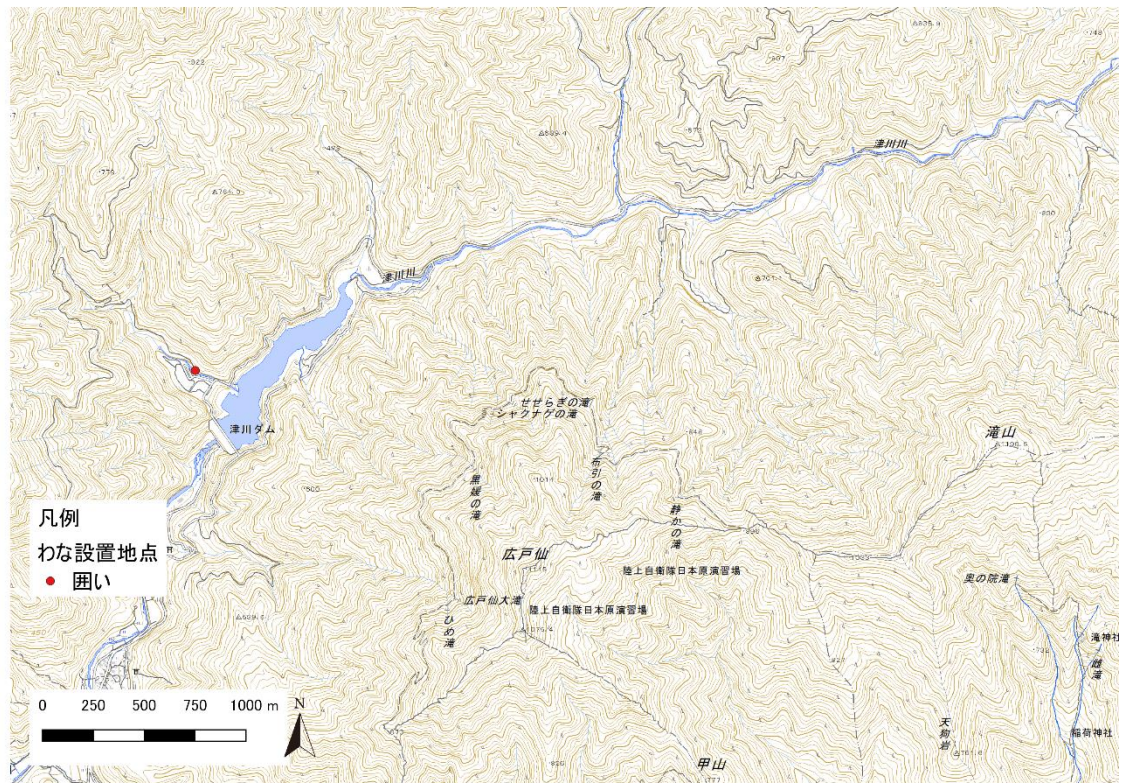 津川川
津川川
津川ダム
せせらぎの滝
シャクナゲの滝
布引の滝
黒媛の滝
静かの滝
滝山
広戸仙
陸上自衛隊日本原演習場
陸上自衛隊日本原演習場
広戸仙大滝
ひめ滝
奥の院滝
滝神社
雌滝
稲荷神社
天狗岩
甲山
777
1014
凡例
わな設置地点
囲い
0 250 500 750 1000 m
N